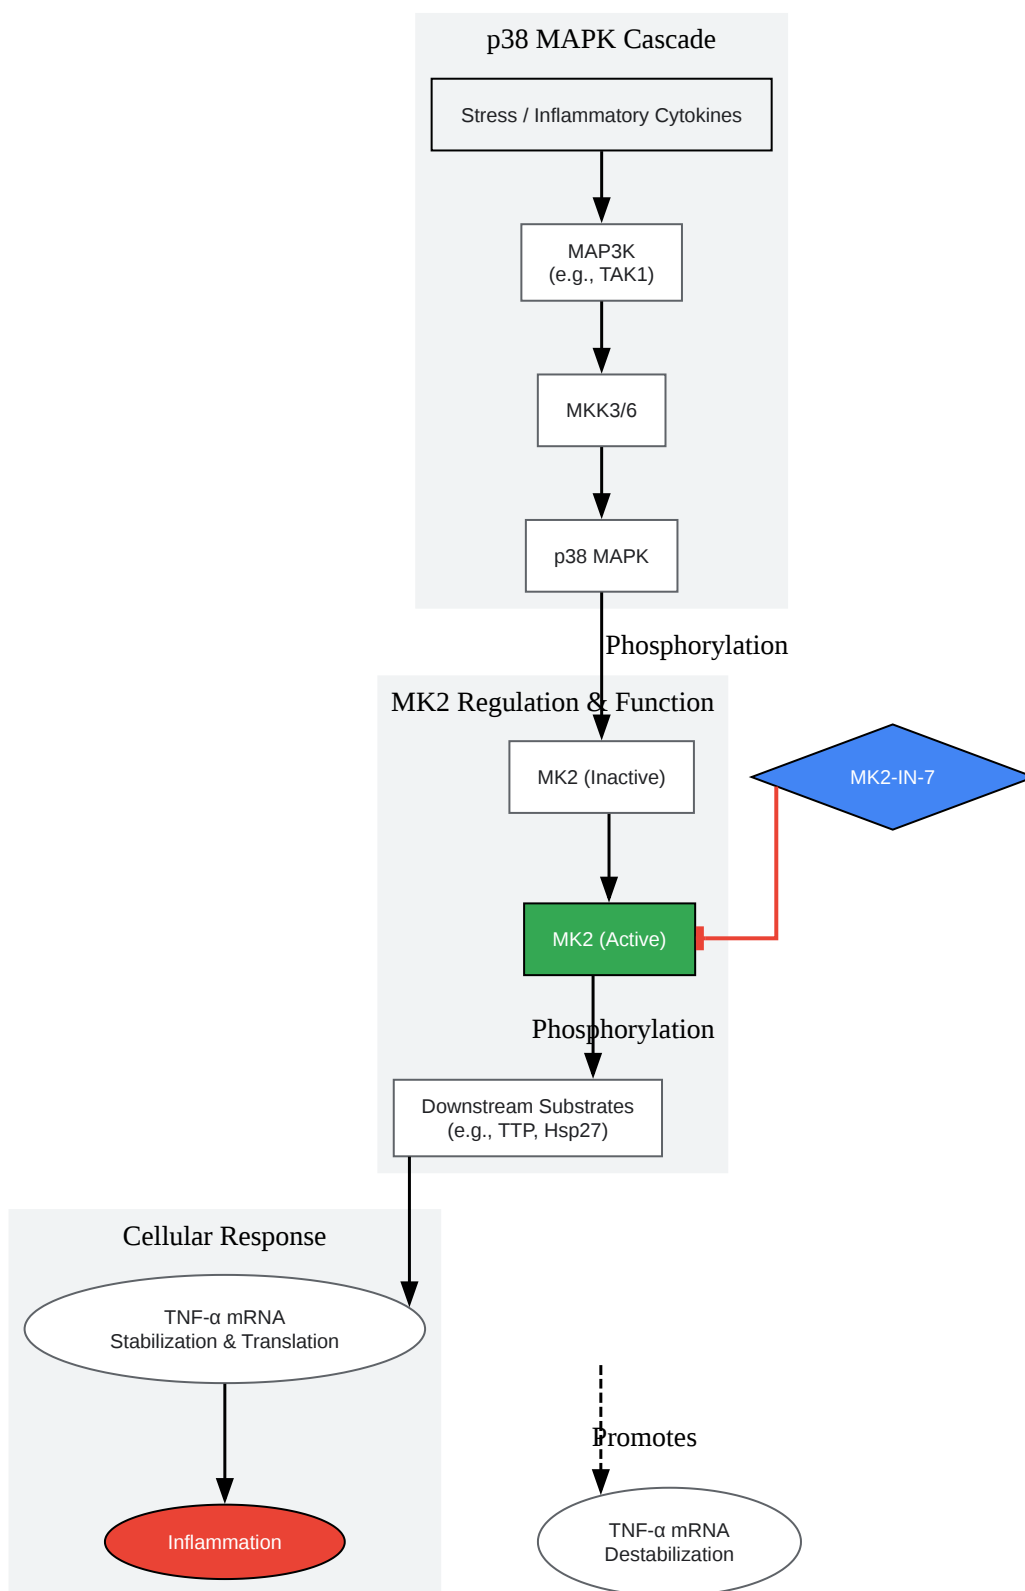 p38 MAPK Cascade
Stress / Inflammatory Cytokines
MAP3K
(e.g., TAK1)
MKK3/6
p38 MAPK
Phosphorylation
MK2 Regulation & Function
MK2 (Inactive)
MK2-IN-7
MK2 (Active)
Phosphorylation
Downstream Substrates
(e.g., TTP, Hsp27)
Cellular Response
TNF-α mRNA
Stabilization & Translation
Promotes
Inflammation
TNF-α mRNA
Destabilization